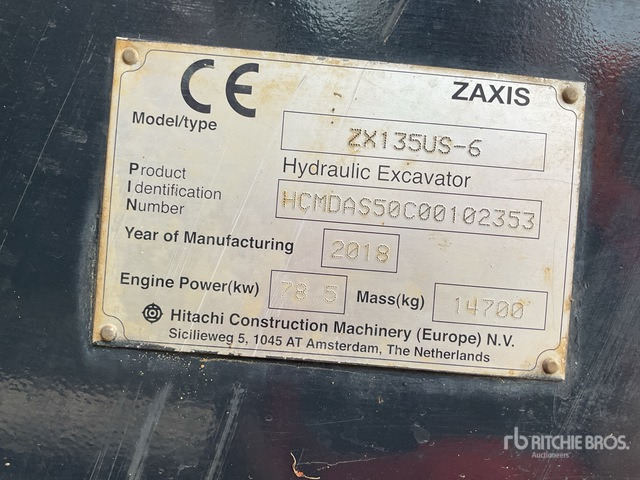 CE
ZAXIS
Model/type ZX135US-6
Hydraulic Excavator
Product
Identification
Number
HCMDAS50C00102353
Year of Manufacturing 2018
Engine Power(kw) 78 5 Mass(kg) 14700
Hitachi Construction Machinery (Europe) N.V.
Sicilieweg 5, 1045 AT Amsterdam, The Netherlands
rb RITCHIE BROS.
Auctioneers